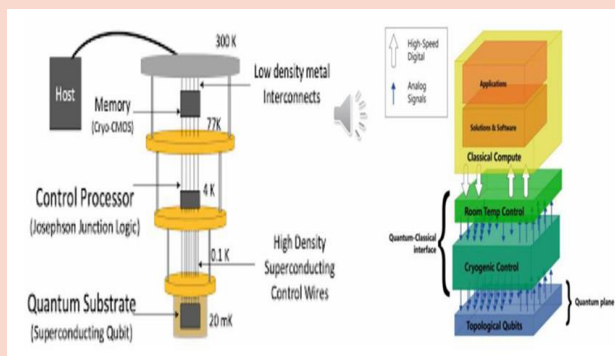 300 K
Host
Low density metal
Interconnects
Memory
(Cryo-CMOS)
77K
Control Processor
(Josephson Junction Logic)
4 K
0.1 K
High Density
Superconducting
Control Wires
Quantum Substrate
(Superconducting Qubit)
20 mK
High-Speed
Digital
Analog
Signals
Applications
Solutions & Software
Classical Compute
Room Temp Control
Quantum-Classical
interface
Cryogenic Control
Quantum plane
Topological Qubits